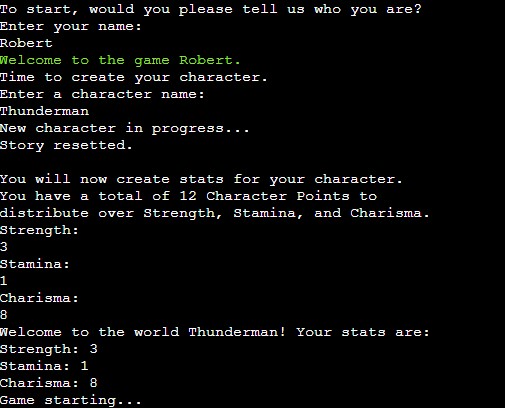 To start, would you please tell us who you are?
Enter your name:
Robert
Welcome to the game Robert.
Time to create your character.
Enter a character name:
Thunderman
New character in progress...
Story resetted.
You will now create stats for your character.
You have a total of 12 Character Points to
distribute over Strength, Stamina, and Charisma.
Strength:
3
Stamina:
1
Charisma:
8
Welcome to the world Thunderman! Your stats are:
Strength: 3
Stamina: 1
Charisma: 8
Game starting...